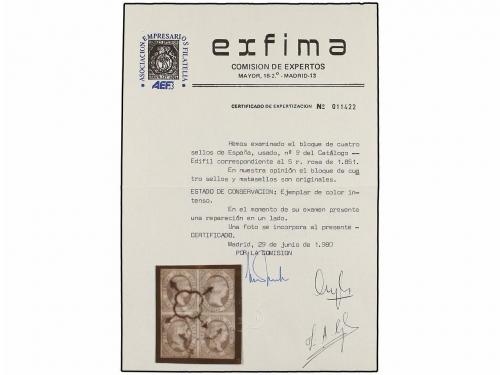 ASOCIACION EMPRESARIOS FILATELIA
AEF
exfima
COMISION DE EXPERTOS
MAYOR, 18-2.º - MADRID-13
CERTIFICADO DE EXPERTIZACION Nº 011422
Hemos examinado el bloque de cuatro
sellos de España, usado, nº 9 del Catálogo --
Edifil correspondiente al 5 r. rosa de 1.851.
En nuestra opinión el bloque de cua
tro sellos y matasellos son originales.
ESTADO DE CONSERVACION: Ejemplar de color in-
tenso.
En el momento de su examen presenta
una reparación en un lado.
Una foto se incorpora al presente -
CERTIFICADO.
Madrid, 29 de junio de 1.980
POR LA COMISION